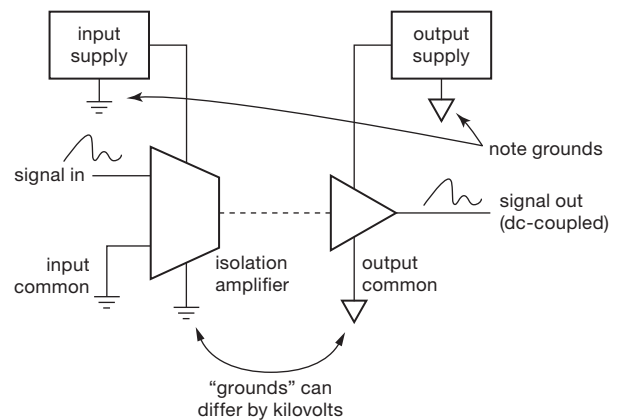 input
supply
output
supply
note grounds
signal in
signal out
(dc-coupled)
input
common
isolation
amplifier
output
common
“grounds” can
differ by kilovolts